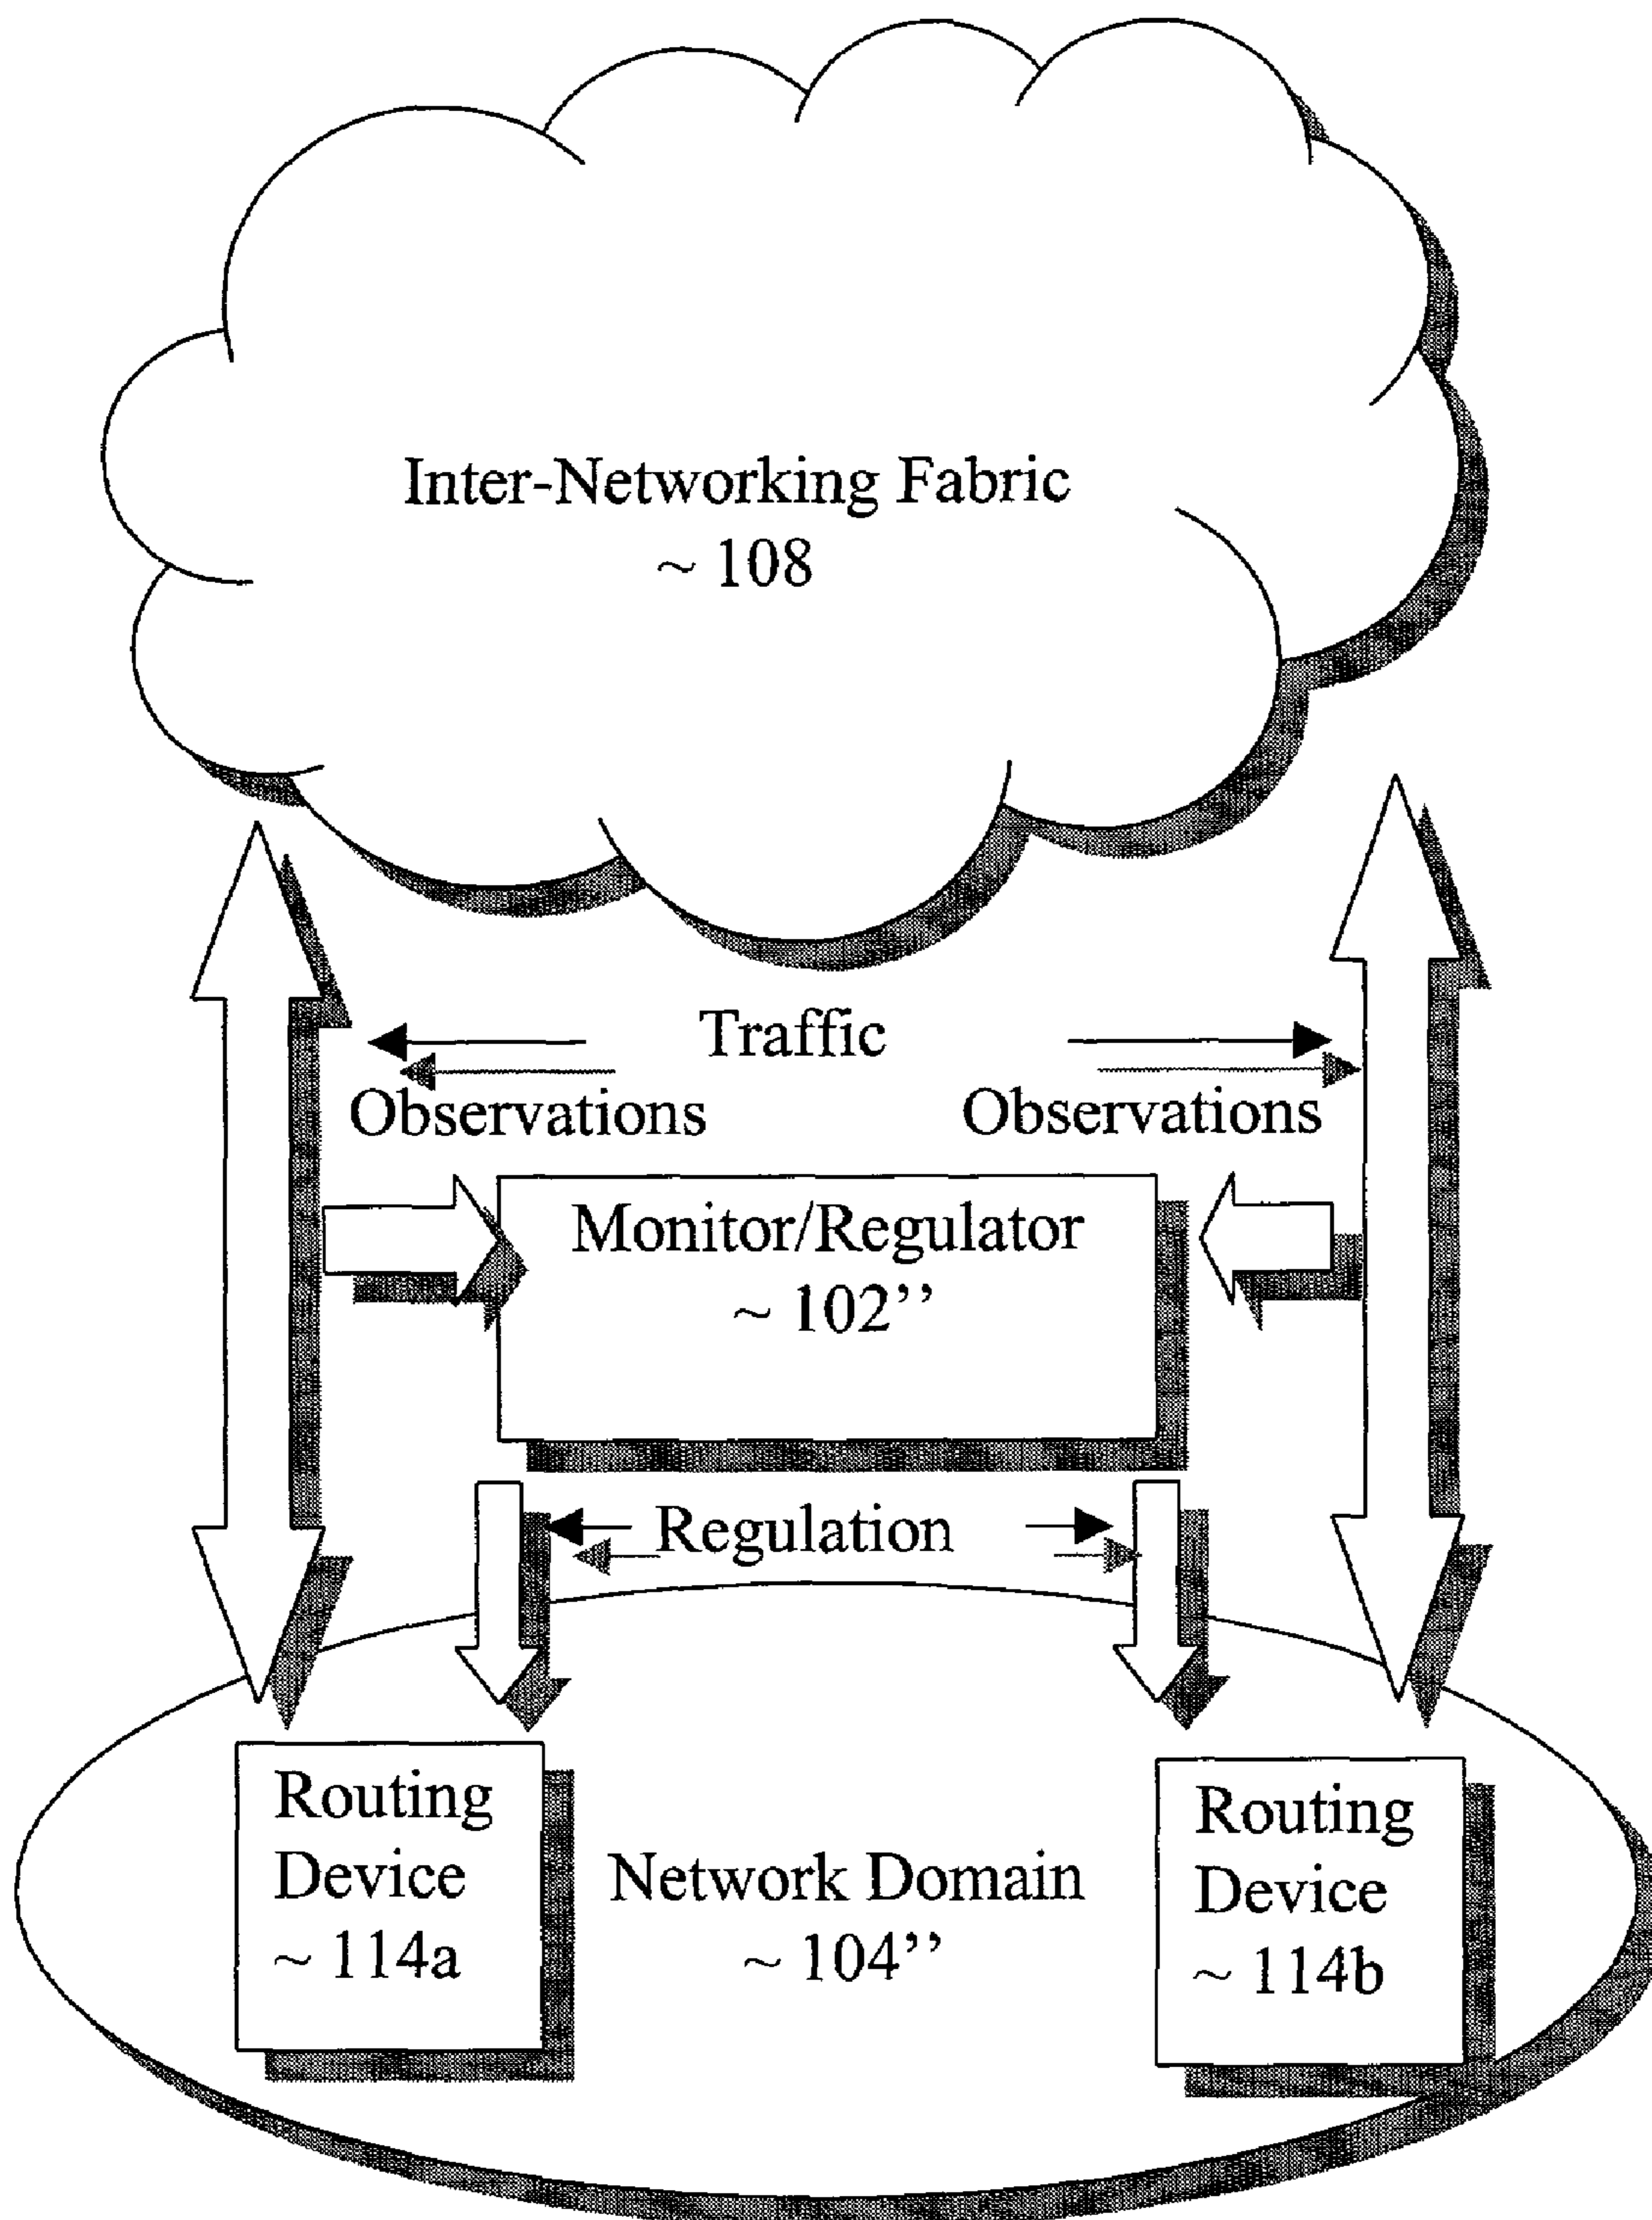 Inter-Networking Fabric
~ 108
Traffic
Observations
Observations
Monitor/Regulator
~ 102’’
Regulation
Routing
Device
~ 114a
Network Domain
~ 104’’
Routing
Device
~ 114b